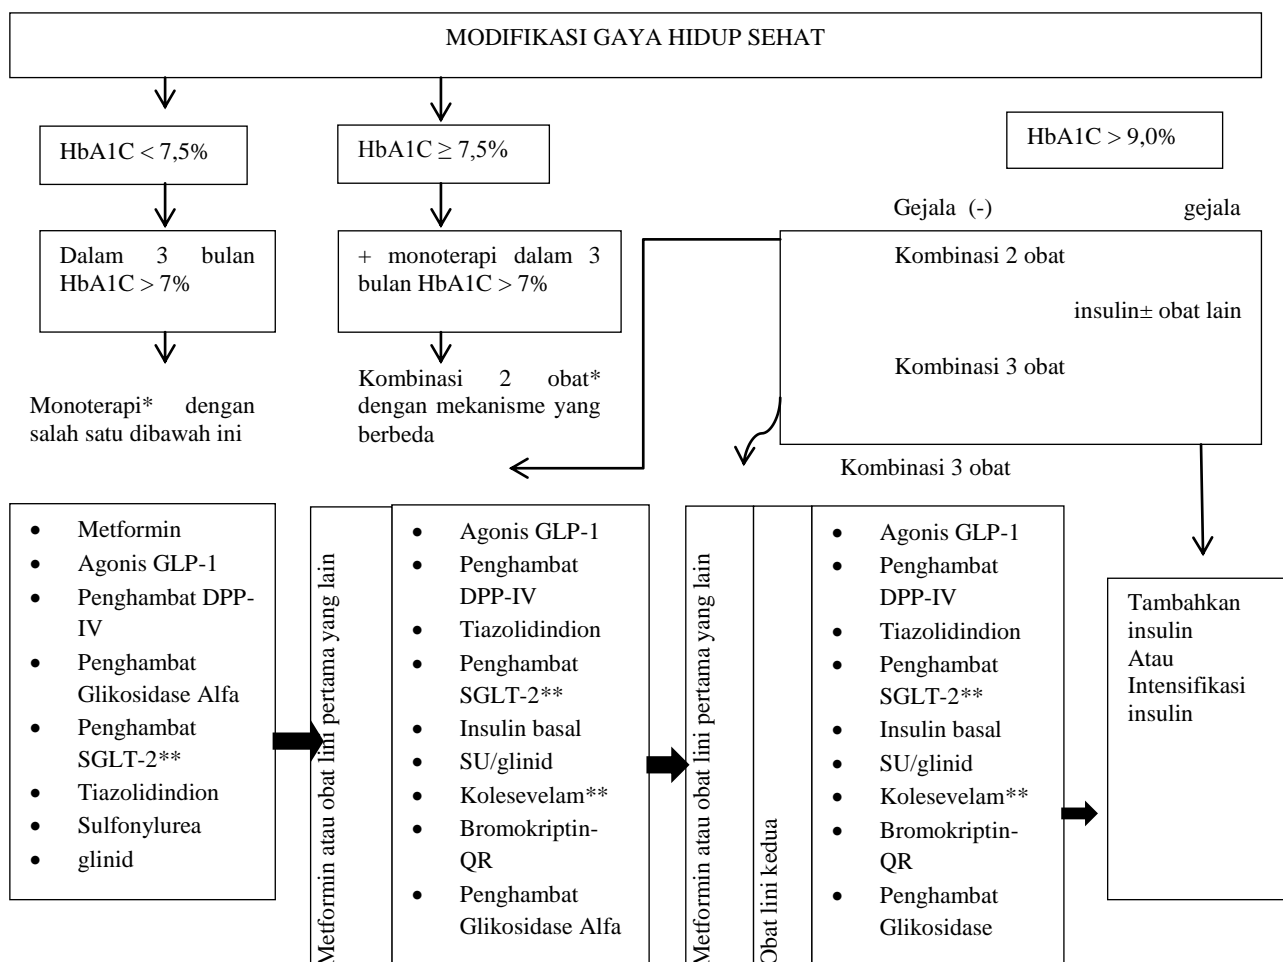 MODIFIKASI GAYA HIDUP SEHAT
HbA1C < 7,5%
HbA1C ≥ 7,5%
HbA1C > 9,0%
Gejala (-)
gejala
Dalam 3 bulan
HbA1C > 7%
+ monoterapi dalam 3
bulan HbA1C > 7%
Kombinasi 2 obat
insulin± obat lain
Kombinasi 3 obat
Monoterapi* dengan
salah satu dibawah ini
Kombinasi 2 obat*
dengan mekanisme yang
berbeda
Kombinasi 3 obat
• Metformin
• Agonis GLP-1
• Penghambat DPP-
IV
• Penghambat
Glikosidase Alfa
• Penghambat
SGLT-2**
• Tiazolidindion
• Sulfonylurea
• glinid
Metformin atau obat lini pertama yang lain
• Agonis GLP-1
• Penghambat
DPP-IV
• Tiazolidindion
• Penghambat
SGLT-2**
• Insulin basal
• SU/glinid
• Kolesevelam**
• Bromokriptin-
QR
• Penghambat
Glikosidase Alfa
Metformin atau obat lini pertama yang lain
Obat lini kedua
• Agonis GLP-1
• Penghambat
DPP-IV
• Tiazolidindion
• Penghambat
SGLT-2**
• Insulin basal
• SU/glinid
• Kolesevelam**
• Bromokriptin-
QR
• Penghambat
Glikosidase
Tambahkan
insulin
Atau
Intensifikasi
insulin